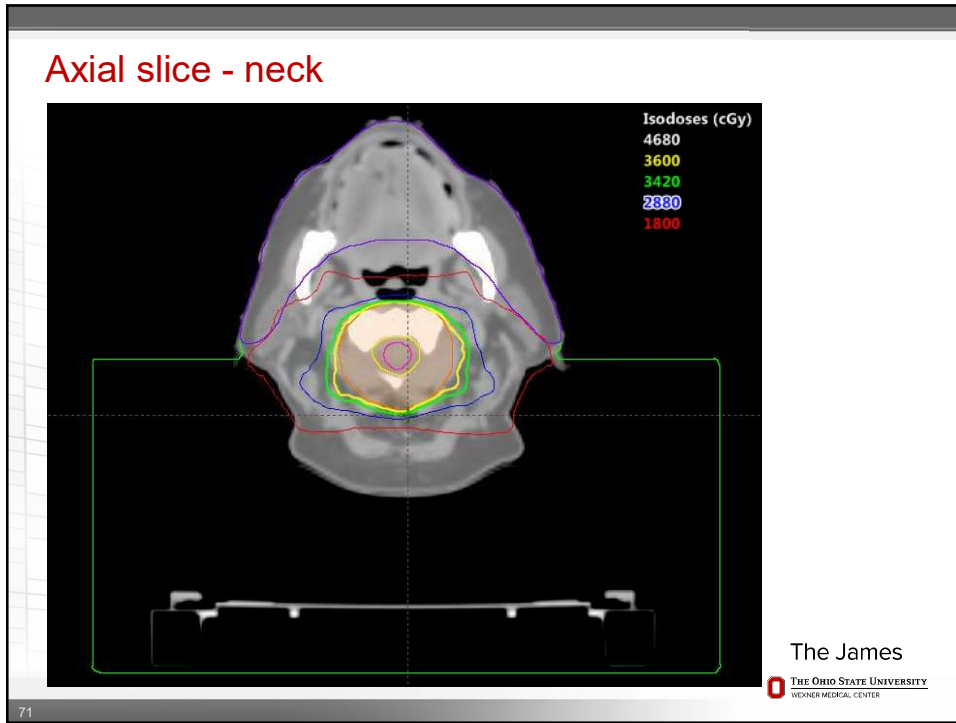 Axial slice - neck
Isodoses (cGy)
4680
3600
3420
2880
1800
The James
THE OHIO STATE UNIVERSITY
WEXNER MEDICAL CENTER
71